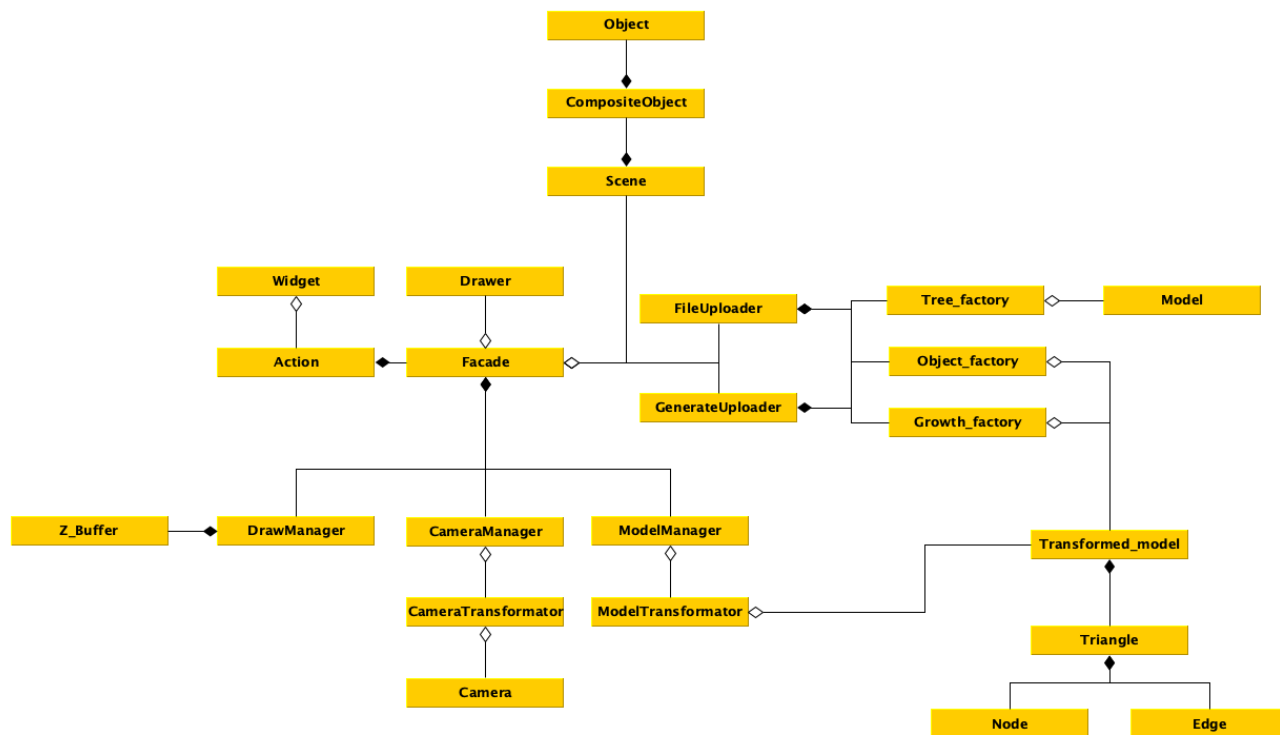 Object
CompositeObject
Scene
Widget
Drawer
FileUploader
Tree_factory
Model
Action
Facade
Object_factory
GenerateUploader
Growth_factory
Z_Buffer
DrawManager
CameraManager
ModelManager
Transformed_model
CameraTransformator
ModelTransformator
Triangle
Camera
Node
Edge